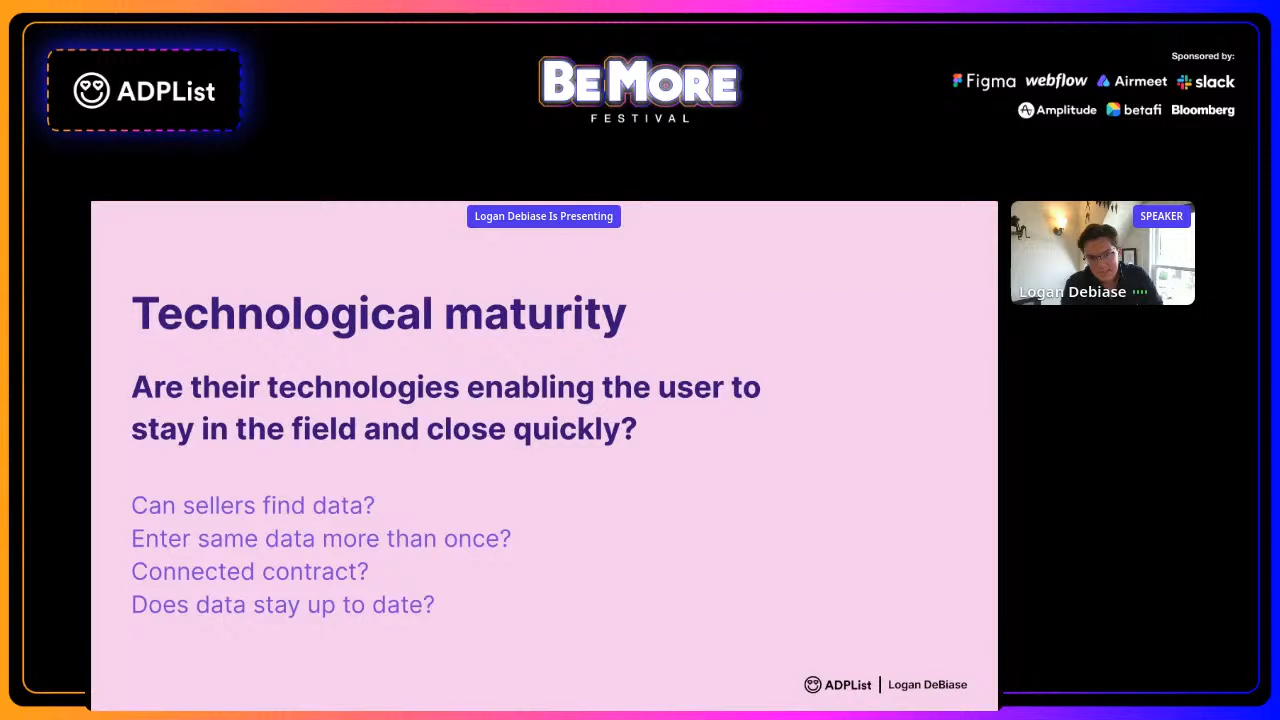 ADPList
BE MORE
FESTIVAL
Sponsored by:
Figma webflow Airmeet slack
Amplitude betafi Bloomberg
Logan Debiase Is Presenting
SPEAKER
Logan Debiase
Technological maturity
Are their technologies enabling the user to
stay in the field and close quickly?
Can sellers find data?
Enter same data more than once?
Connected contract?
Does data stay up to date?
ADPList | Logan DeBiase